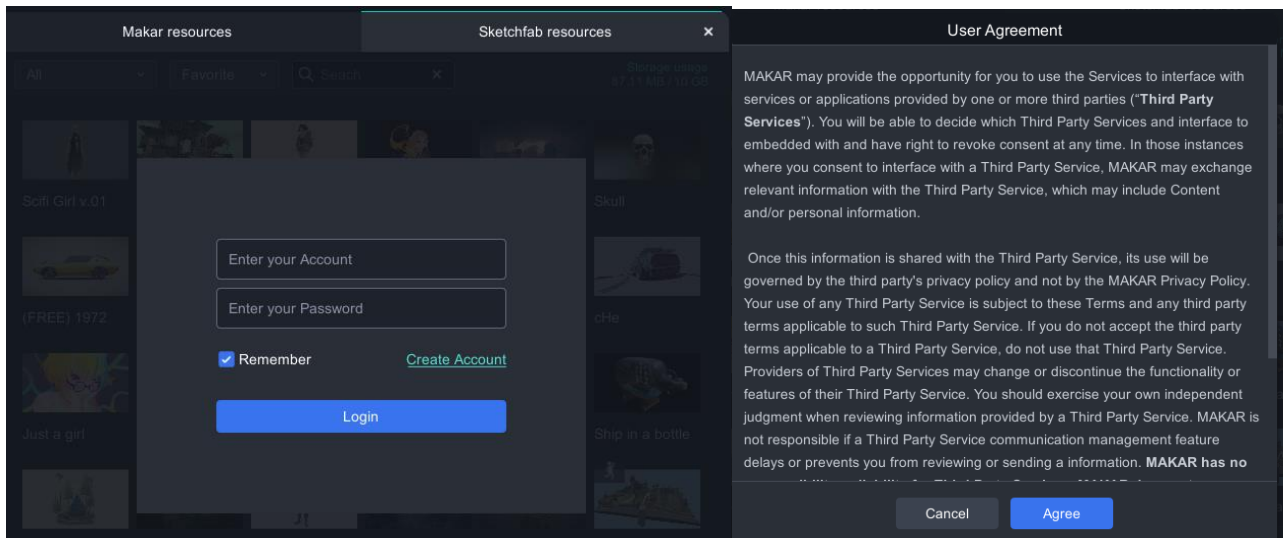 Makar resources
Sketchfab resources
All
Favorite
Seach
Storage usage
Scifi Girl v.01
Skull
Enter your Account
Enter your Password
(FREE) 1972
cHe
Remember
Create Account
Login
Just a girl
Ship in a bottle
User Agreement
MAKAR may provide the opportunity for you to use the Services to interface with
services or applications provided by one or more third parties (“Third Party
Services”). You will be able to decide which Third Party Services and interface to
embedded with and have right to revoke consent at any time. In those instances
where you consent to interface with a Third Party Service, MAKAR may exchange
relevant information with the Third Party Service, which may include Content
and/or personal information.
Once this information is shared with the Third Party Service, its use will be
governed by the third party's privacy policy and not by the MAKAR Privacy Policy.
Your use of any Third Party Service is subject to these Terms and any third party
terms applicable to such Third Party Service. If you do not accept the third party
terms applicable to a Third Party Service, do not use that Third Party Service.
Providers of Third Party Services may change or discontinue the functionality or
features of their Third Party Service. You should exercise your own independent
judgment when reviewing information provided by a Third Party Service. MAKAR is
not responsible if a Third Party Service communication management feature
delays or prevents you from reviewing or sending a information. MAKAR has no
Cancel
Agree